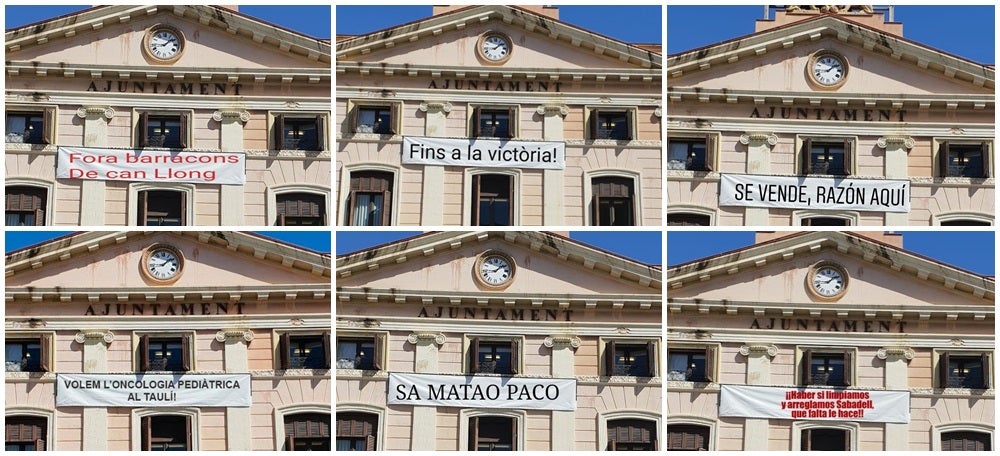 AJUNTAMENT
Fora barracons
De can Llong
AJUNTAMENT
Fins a la victòria!
AJUNTAMENT
SE VENDE, RAZÓN AQUÍ
AJUNTAMENT
VOLEM L'ONCOLOGIA PEDIÀTRICA
AL TAULÍ!
AJUNTAMENT
SA MATAO PACO
AJUNTAMENT
¡¡Haber si limpiamos
y arreglamos Sabadell,
que falta le hace!!